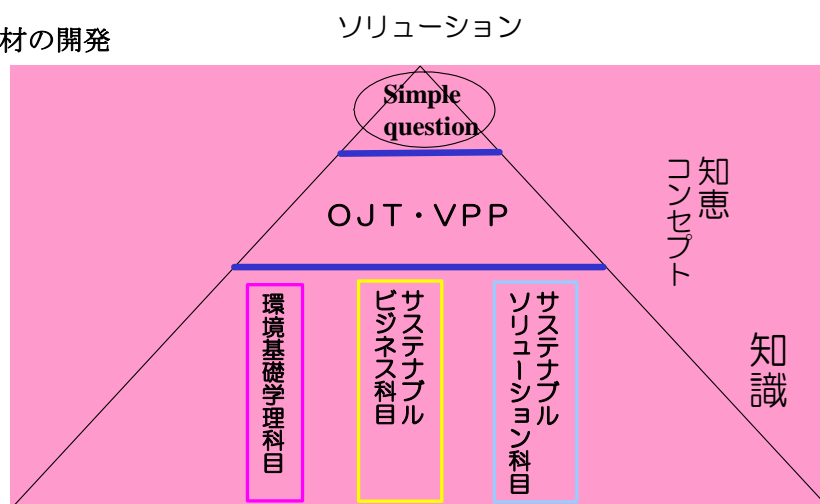 ソリューション
材の開発
Simple
question
OJT・VPP
知恵
コンセプト
知識
環境基礎学理科目
サステナブル
ビジネス科目
サステナブル
ソリューション科目